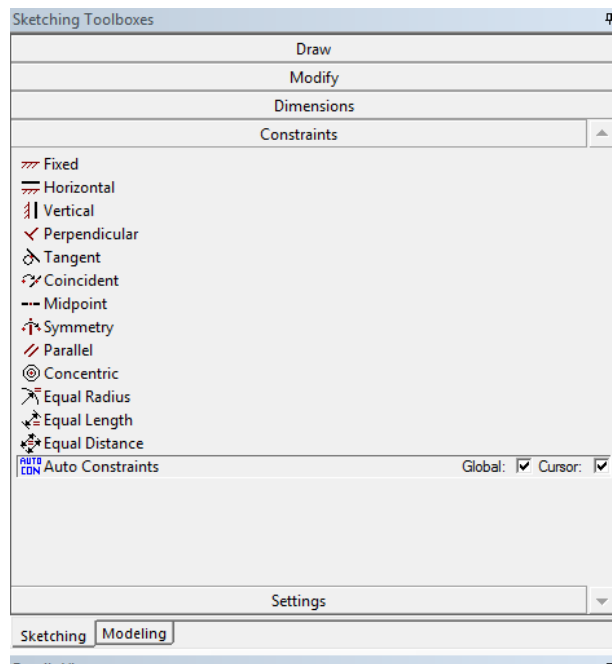 Sketching Toolboxes
Draw
Modify
Dimensions
Constraints
Fixed
Horizontal
Vertical
Perpendicular
Tangent
Coincident
Midpoint
Symmetry
Parallel
Concentric
Equal Radius
Equal Length
Equal Distance
AUTO CON Auto Constraints Global: Cursor:
Settings
Sketching Modeling